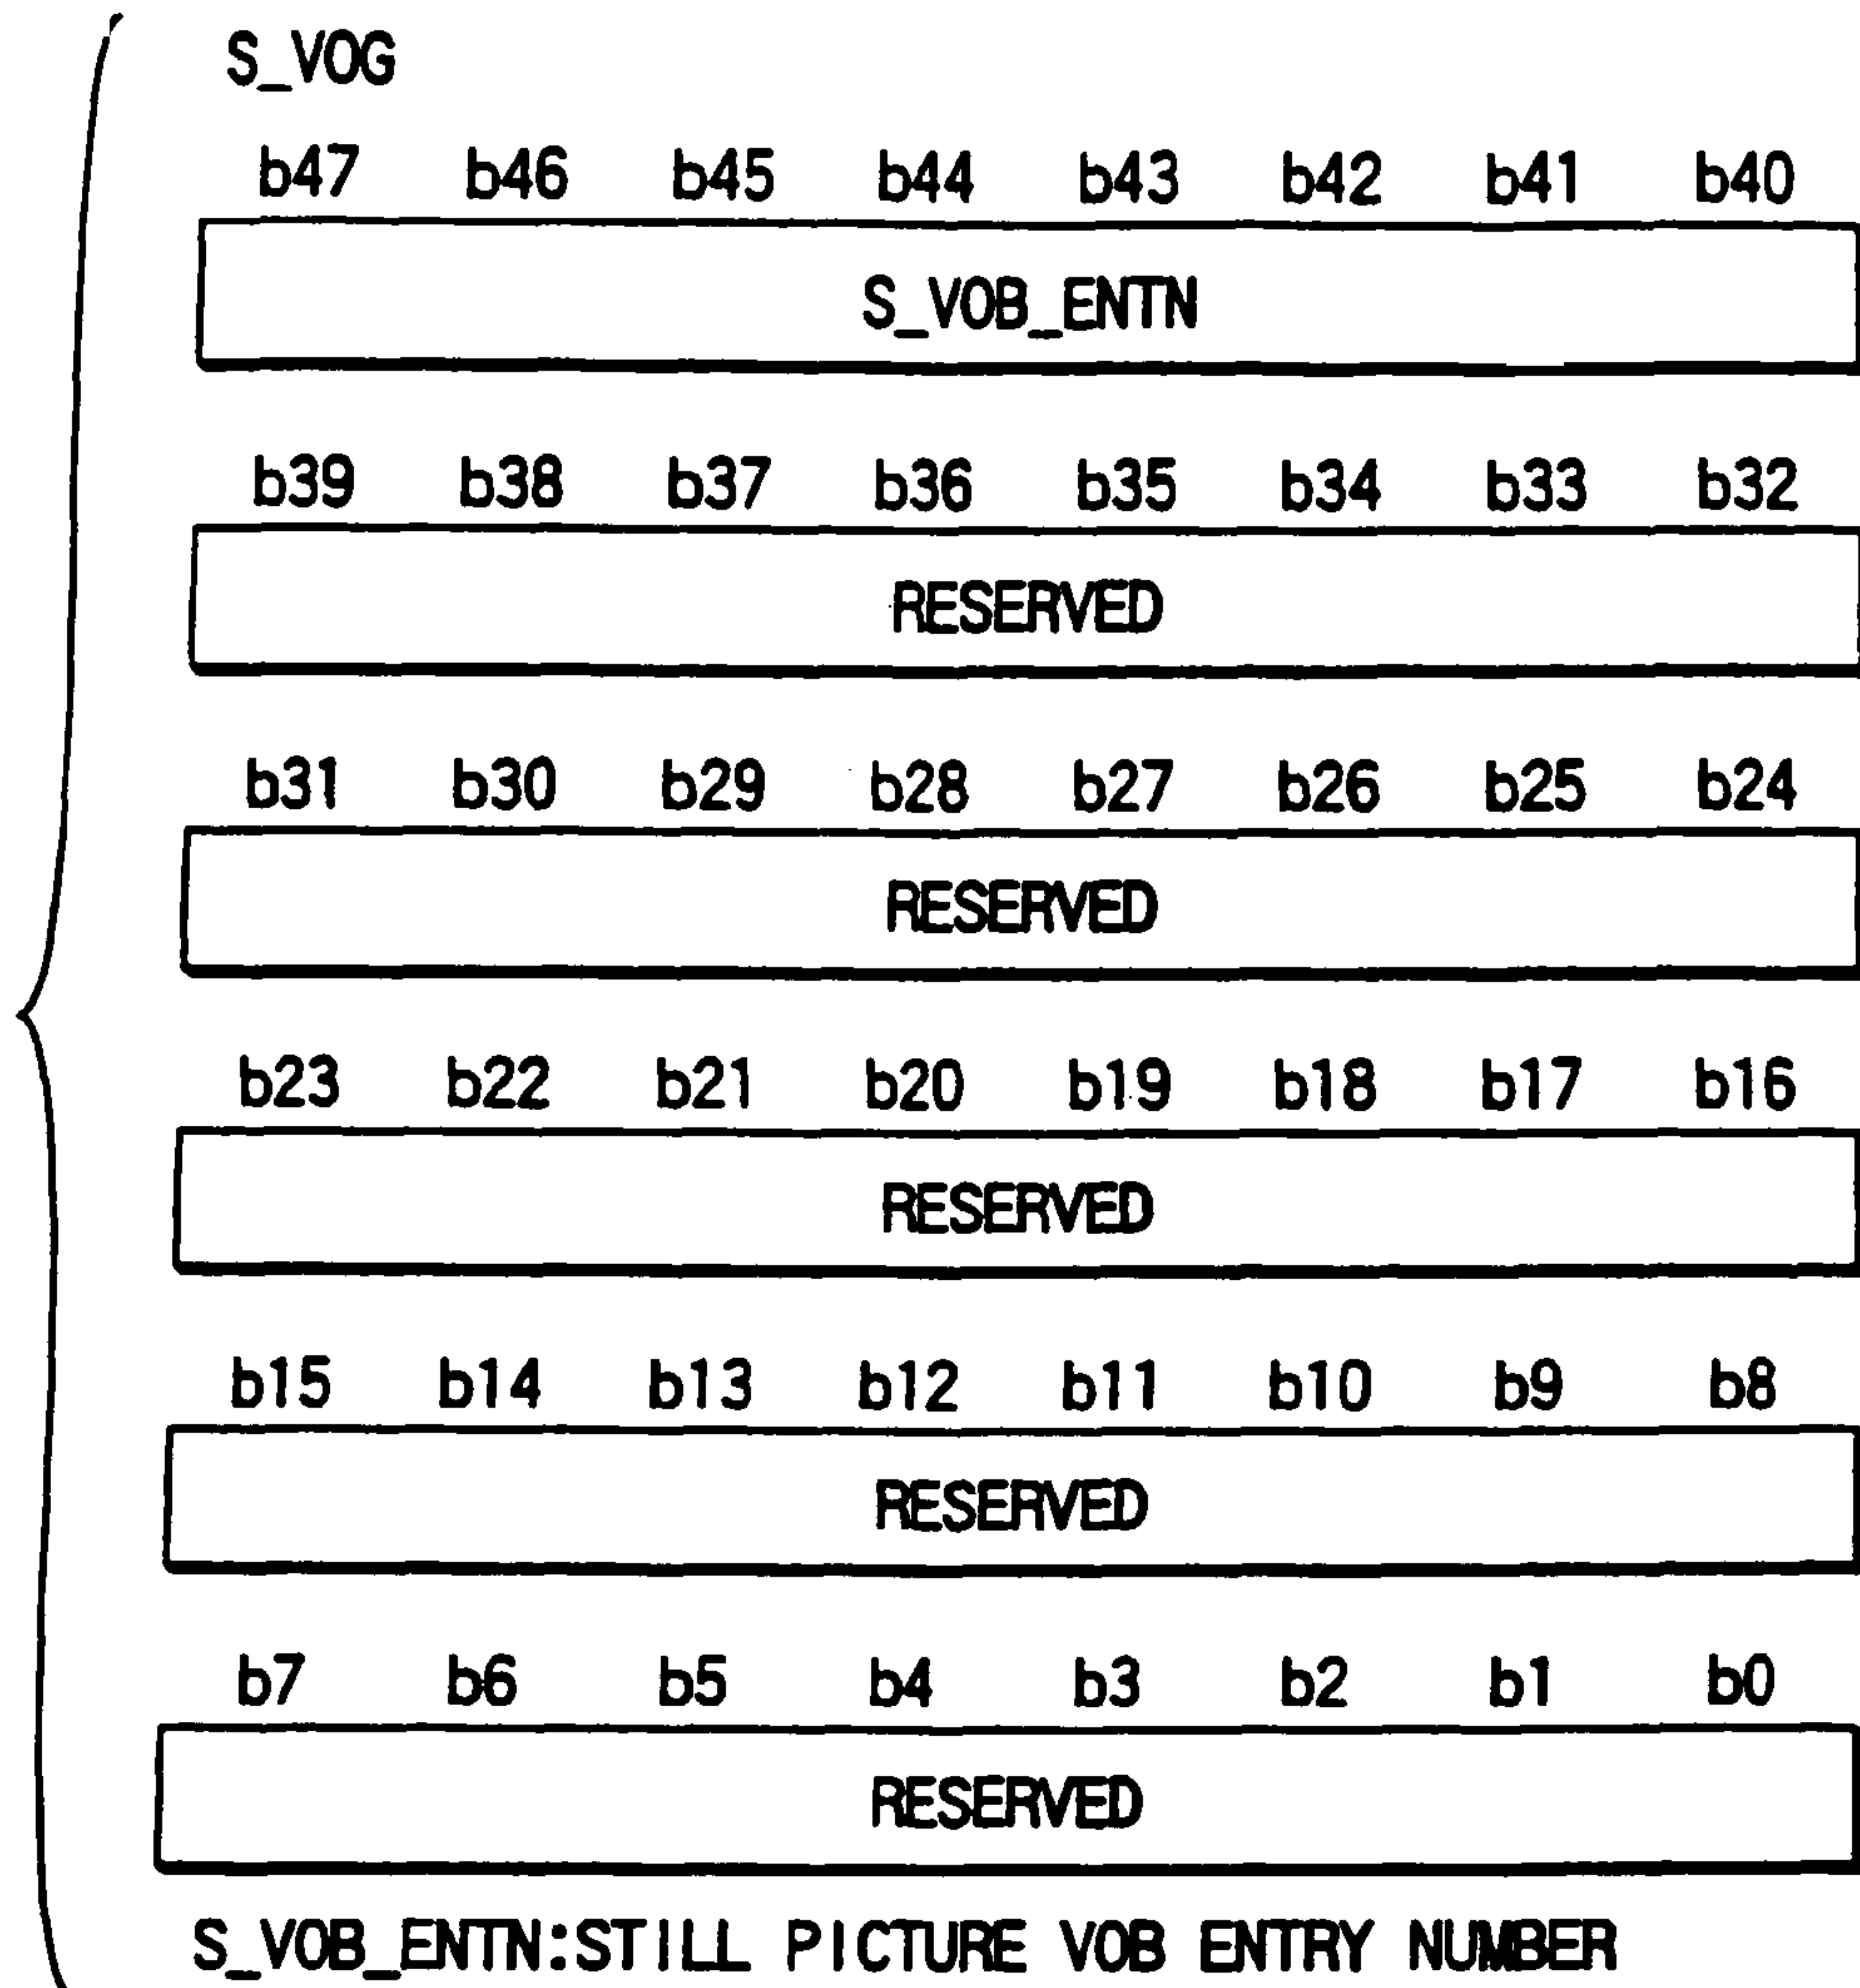 S_VOG
b47 b46 b45 b44 b43 b42 b41 b40
S_VOB_ENTN
b39 b38 b37 b36 b35 b34 b33 b32
RESERVED
b31 b30 b29 b28 b27 b26 b25 b24
RESERVED
b23 b22 b21 b20 b19 b18 b17 b16
RESERVED
b15 b14 b13 b12 b11 b10 b9 b8
RESERVED
b7 b6 b5 b4 b3 b2 b1 b0
RESERVED
S_VOB_ENTN:STILL PICTURE VOB ENTRY NUMBER